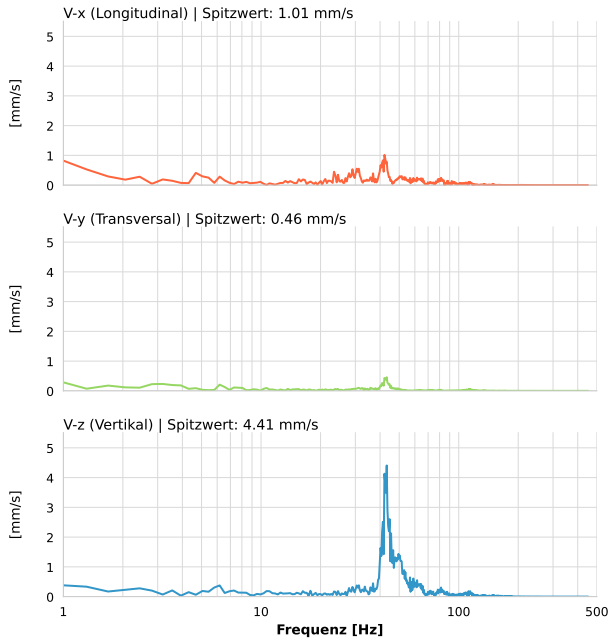 V-x (Longitudinal) | Spitzwert: 1.01 mm/s
5
4
[mm/s]
3
2
1
0
V-y (Transversal) | Spitzwert: 0.46 mm/s
5
4
[mm/s]
3
2
1
0
V-z (Vertikal) | Spitzwert: 4.41 mm/s
5
4
[mm/s]
3
2
1
0
1 10 100 500
Frequenz [Hz]